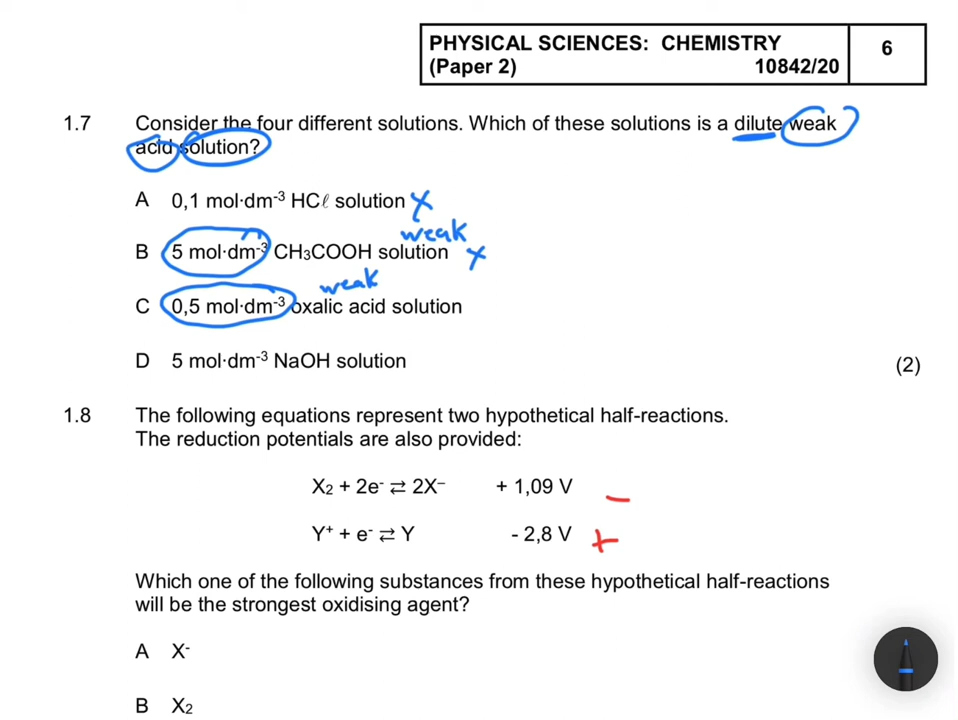 PHYSICAL SCIENCES: CHEMISTRY
(Paper 2) 10842/20
6
1.7 Consider the four different solutions. Which of these solutions is a dilute weak
acid solution?
A 0,1 mol·dm⁻³ HCℓ solution x
weak
B 5 mol·dm⁻³ CH₃COOH solution x
weak
C 0,5 mol·dm⁻³ oxalic acid solution
D 5 mol·dm⁻³ NaOH solution (2)
1.8 The following equations represent two hypothetical half-reactions.
The reduction potentials are also provided:
X₂ + 2e⁻ ⇄ 2X⁻ + 1,09 V −
Y⁺ + e⁻ ⇄ Y - 2,8 V +
Which one of the following substances from these hypothetical half-reactions
will be the strongest oxidising agent?
A X⁻
B X₂